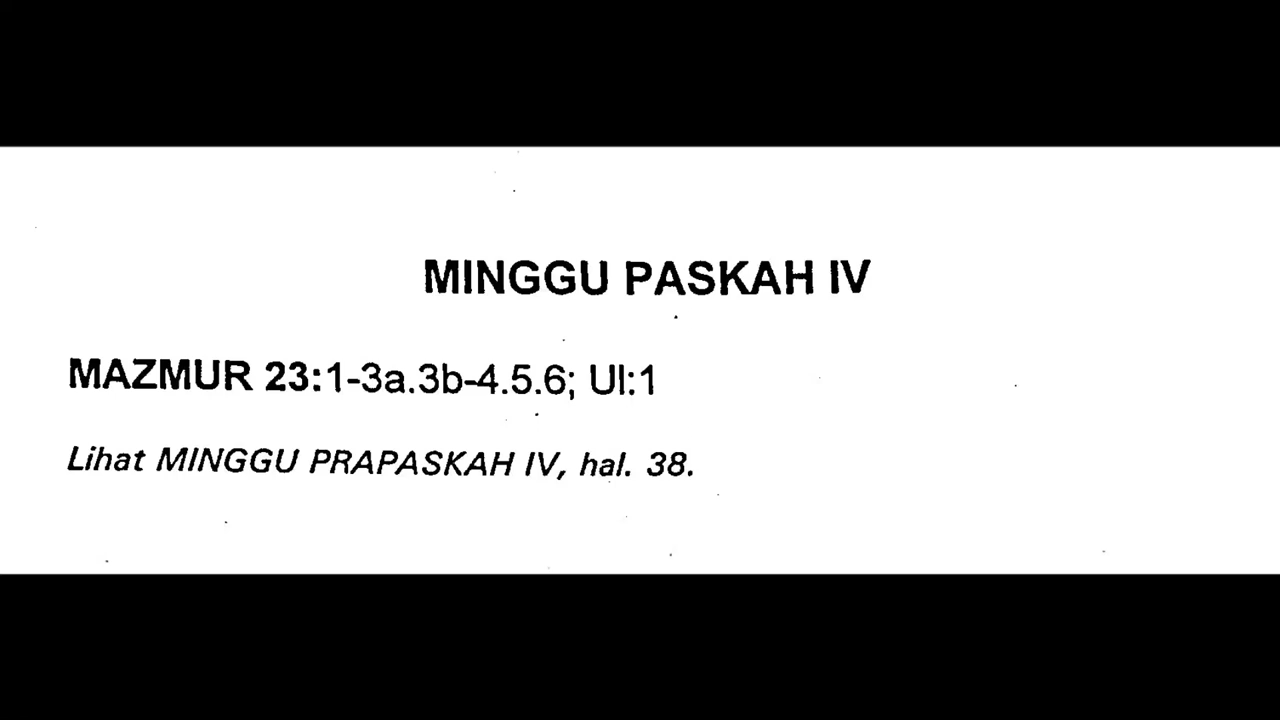 MINGGU PASKAH IV
MAZMUR 23:1-3a.3b-4.5.6; Ul:1
Lihat MINGGU PRAPASKAH IV, hal. 38.